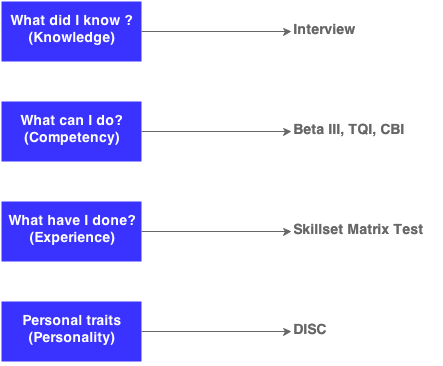 What did I know ?
(Knowledge)
Interview
What can I do?
(Competency)
Beta III, TQI, CBI
What have I done?
(Experience)
Skillset Matrix Test
Personal traits
(Personality)
DISC